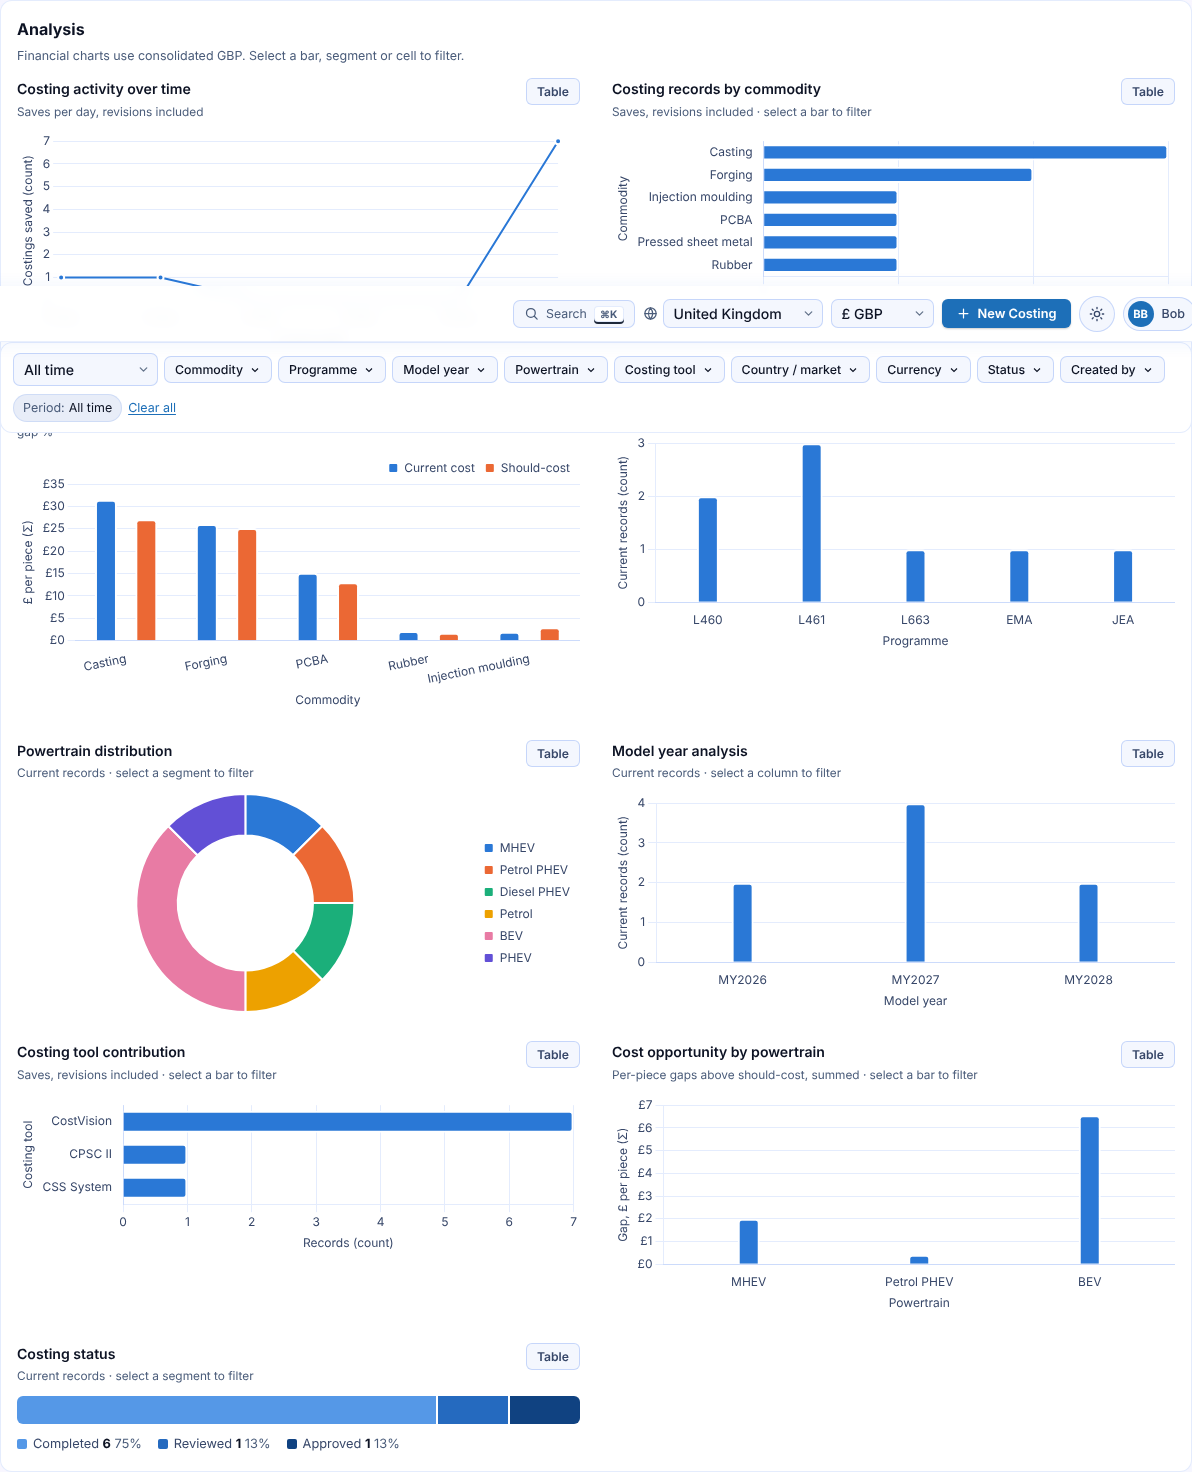 Analysis
Financial charts use consolidated GBP. Select a bar, segment or cell to filter.
Costing activity over time
Table
Saves per day, revisions included
Costings saved (count)
7
6
5
4
3
2
1
Costing records by commodity
Table
Saves, revisions included · select a bar to filter
Commodity
Casting
Forging
Injection moulding
PCBA
Pressed sheet metal
Rubber
Search ⌘K
United Kingdom
£ GBP
+ New Costing
BB Bob
All time
Commodity
Programme
Model year
Powertrain
Costing tool
Country / market
Currency
Status
Created by
Period: All time
Clear all
gap %
Current cost
Should-cost
£ per piece (Σ)
£35
£30
£25
£20
£15
£10
£5
£0
Casting
Forging
PCBA
Rubber
Injection moulding
Commodity
Current records (count)
3
2
1
0
L460
L461
L663
EMA
JEA
Programme
Powertrain distribution
Table
Current records · select a segment to filter
MHEV
Petrol PHEV
Diesel PHEV
Petrol
BEV
PHEV
Model year analysis
Table
Current records · select a column to filter
Current records (count)
4
3
2
1
0
MY2026
MY2027
MY2028
Model year
Costing tool contribution
Table
Saves, revisions included · select a bar to filter
Costing tool
CostVision
CPSC II
CSS System
0
1
2
3
4
5
6
7
Records (count)
Cost opportunity by powertrain
Table
Per-piece gaps above should-cost, summed · select a bar to filter
Gap, £ per piece (Σ)
£7
£6
£5
£4
£3
£2
£1
£0
MHEV
Petrol PHEV
BEV
Powertrain
Costing status
Table
Current records · select a segment to filter
Completed 6 75%
Reviewed 1 13%
Approved 1 13%